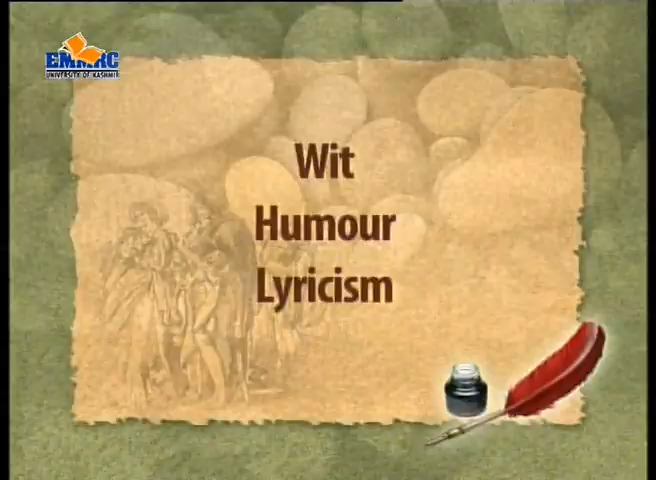 EMMRC
UNIVERSITY OF KASHMIR
Wit
Humour
Lyricism